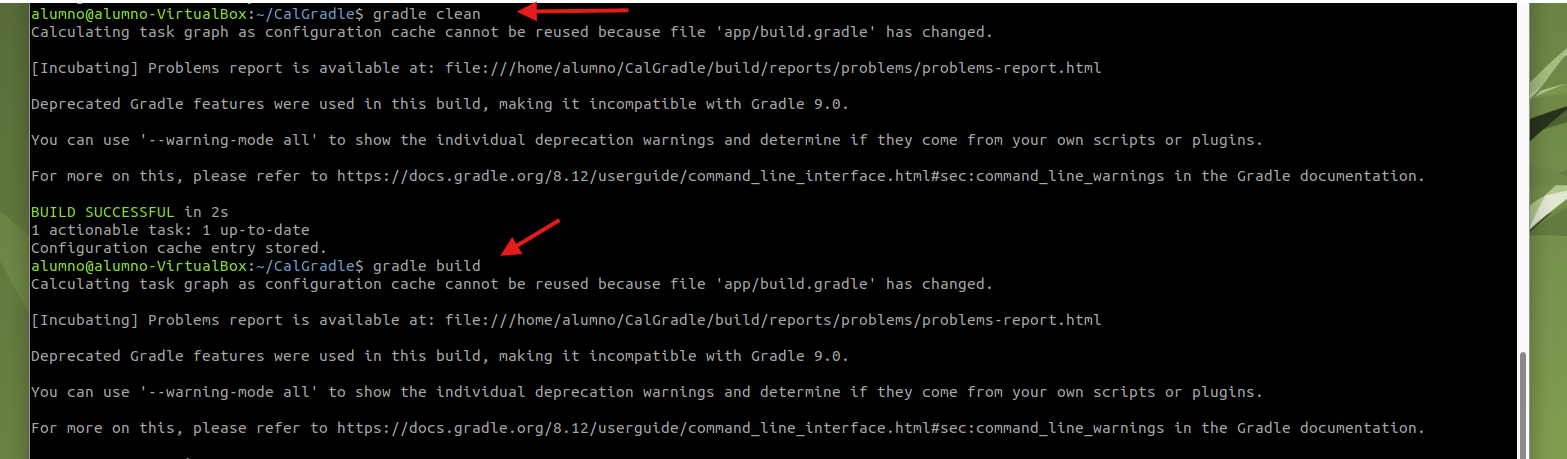 alumno@alumno-VirtualBox:~/CalGradle$ gradle clean
Calculating task graph as configuration cache cannot be reused because file 'app/build.gradle' has changed.
[Incubating] Problems report is available at: file:///home/alumno/CalGradle/build/reports/problems/problems-report.html
Deprecated Gradle features were used in this build, making it incompatible with Gradle 9.0.
You can use '--warning-mode all' to show the individual deprecation warnings and determine if they come from your own scripts or plugins.
For more on this, please refer to https://docs.gradle.org/8.12/userguide/command_line_interface.html#sec:command_line_warnings in the Gradle documentation.
BUILD SUCCESSFUL in 2s
1 actionable task: 1 up-to-date
Configuration cache entry stored.
alumno@alumno-VirtualBox:~/CalGradle$ gradle build
Calculating task graph as configuration cache cannot be reused because file 'app/build.gradle' has changed.
[Incubating] Problems report is available at: file:///home/alumno/CalGradle/build/reports/problems/problems-report.html
Deprecated Gradle features were used in this build, making it incompatible with Gradle 9.0.
You can use '--warning-mode all' to show the individual deprecation warnings and determine if they come from your own scripts or plugins.
For more on this, please refer to https://docs.gradle.org/8.12/userguide/command_line_interface.html#sec:command_line_warnings in the Gradle documentation.